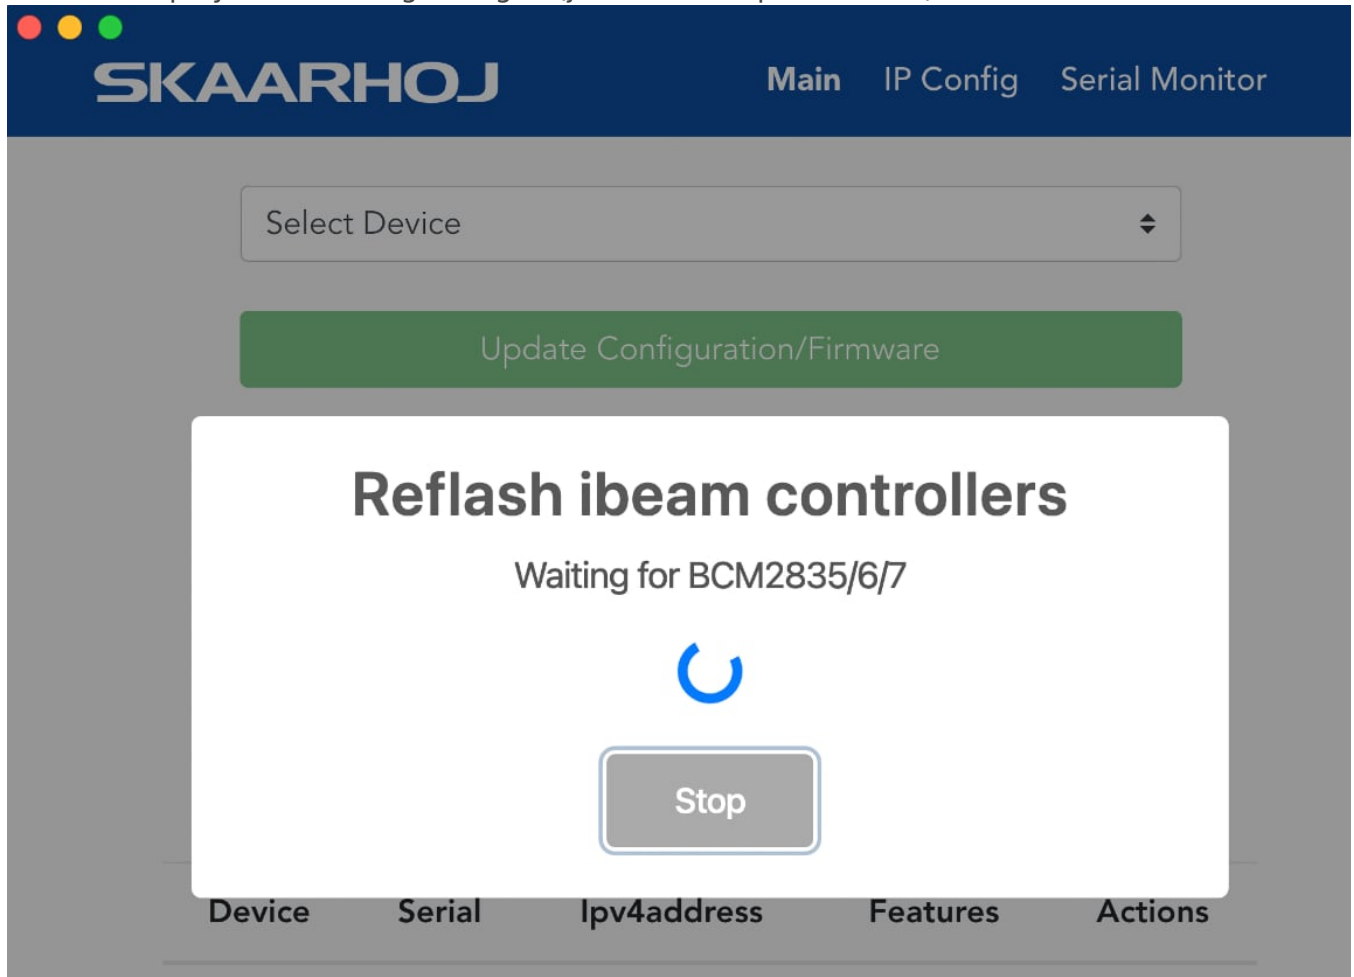 SKAARHOJ
Main IP Config Serial Monitor
Select Device
Update Configuration/Firmware
Reflash ibeam controllers
Waiting for BCM2835/6/7
Stop
Device Serial Ipv4address Features Actions